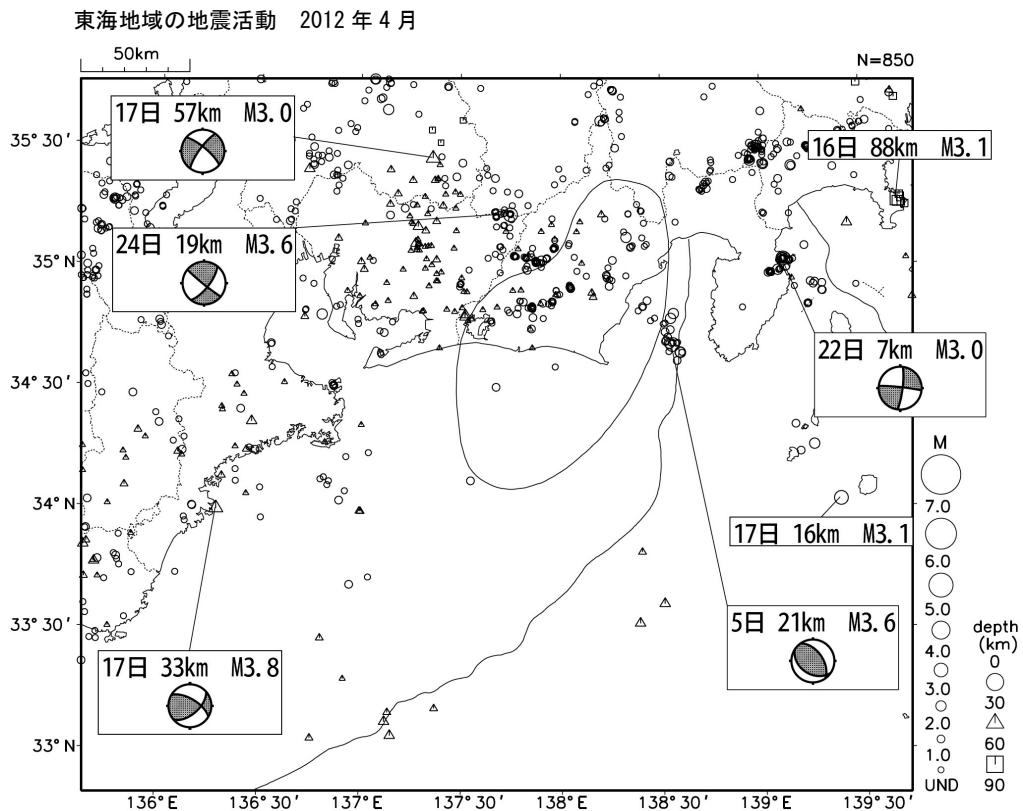 東海地域の地震活動　2012年4月
50km
N=850
17日 57km M3.0
16日 88km M3.1
24日 19km M3.6
22日 7km M3.0
17日 16km M3.1
5日 21km M3.6
17日 33km M3.8
35°30′
35°N
34°30′
34°N
33°30′
33°N
136°E
136.5°
137°E
137.5°
138°E
138.5°
139°E
139.5°
M
7.0
6.0
5.0
4.0
3.0
2.0
1.0
UND
depth
(km)
0
30
60
90